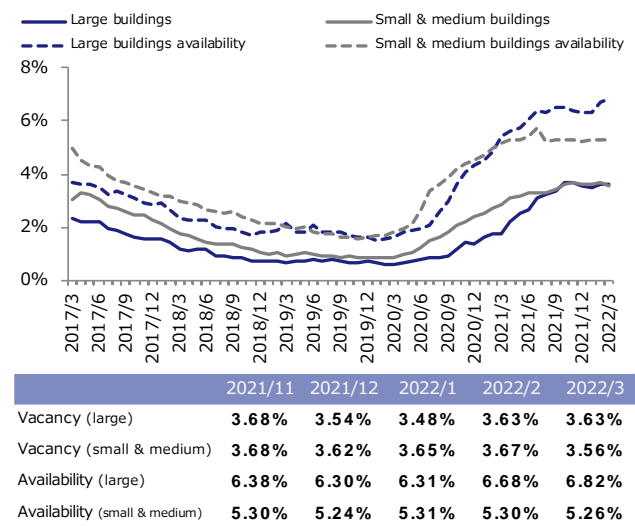 Large buildings
Small & medium buildings
Large buildings availability
Small & medium buildings availability
8%
6%
4%
2%
0%
2017/3
2017/6
2017/9
2017/12
2018/3
2018/6
2018/9
2018/12
2019/3
2019/6
2019/9
2019/12
2020/3
2020/6
2020/9
2020/12
2021/3
2021/6
2021/9
2021/12
2022/3
2021/11 2021/12 2022/1 2022/2 2022/3
Vacancy (large) 3.68% 3.54% 3.48% 3.63% 3.63%
Vacancy (small & medium) 3.68% 3.62% 3.65% 3.67% 3.56%
Availability (large) 6.38% 6.30% 6.31% 6.68% 6.82%
Availability (small & medium) 5.30% 5.24% 5.31% 5.30% 5.26%